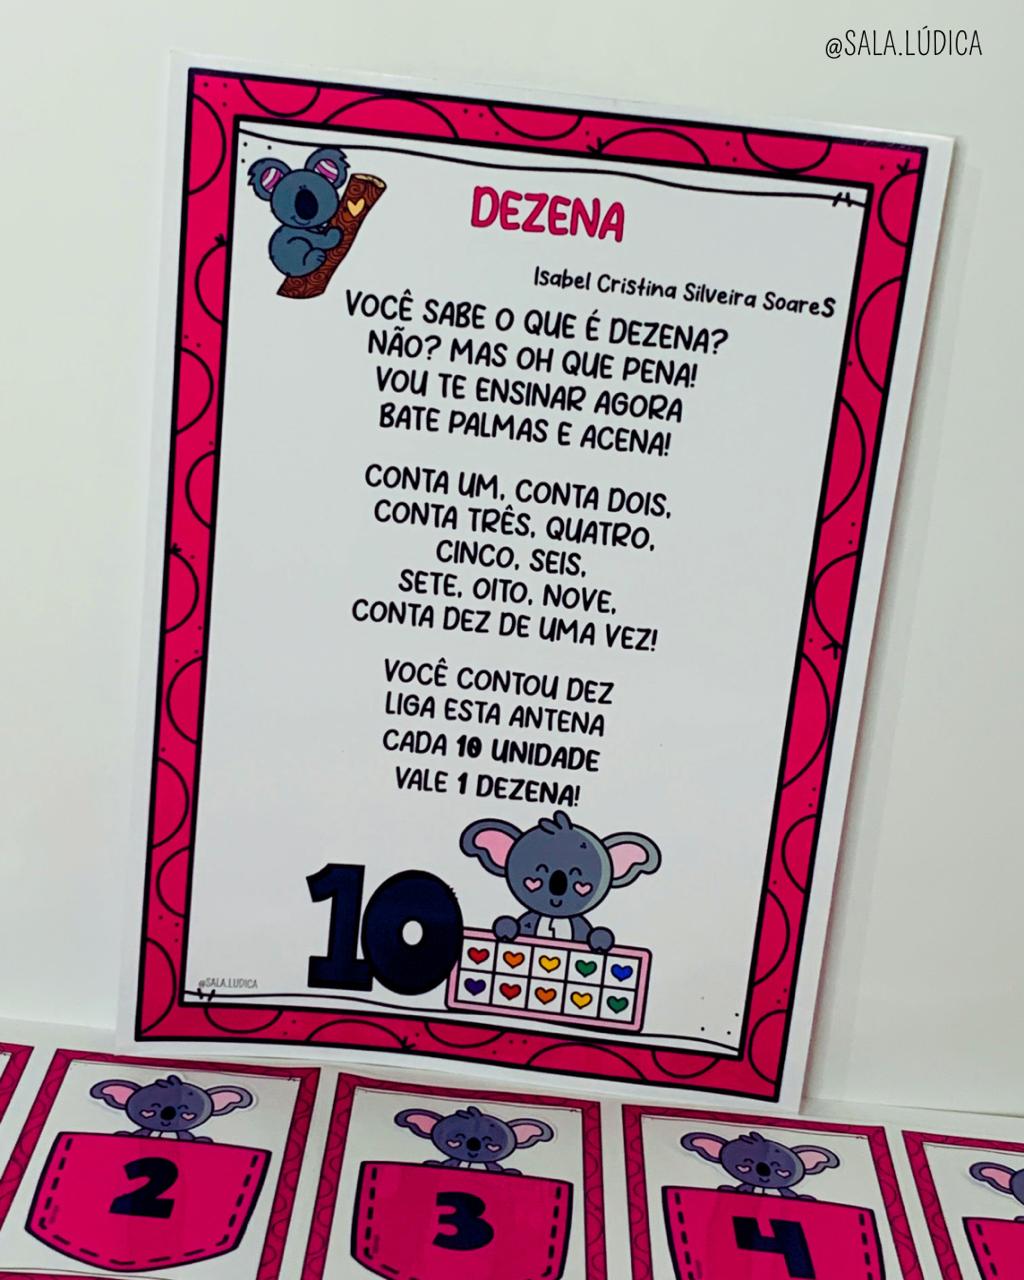 @SALA.LÚDICA
DEZENA
Isabel Cristina Silveira SoareS
VOCÊ SABE O QUE É DEZENA?
NÃO? MAS OH QUE PENA!
VOU TE ENSINAR AGORA
BATE PALMAS E ACENA!
CONTA UM, CONTA DOIS,
CONTA TRÊS, QUATRO,
CINCO, SEIS,
SETE, OITO, NOVE,
CONTA DEZ DE UMA VEZ!
VOCÊ CONTOU DEZ
LIGA ESTA ANTENA
CADA 10 UNIDADE
VALE 1 DEZENA!
10
@SALA.LUDICA
2
3
4